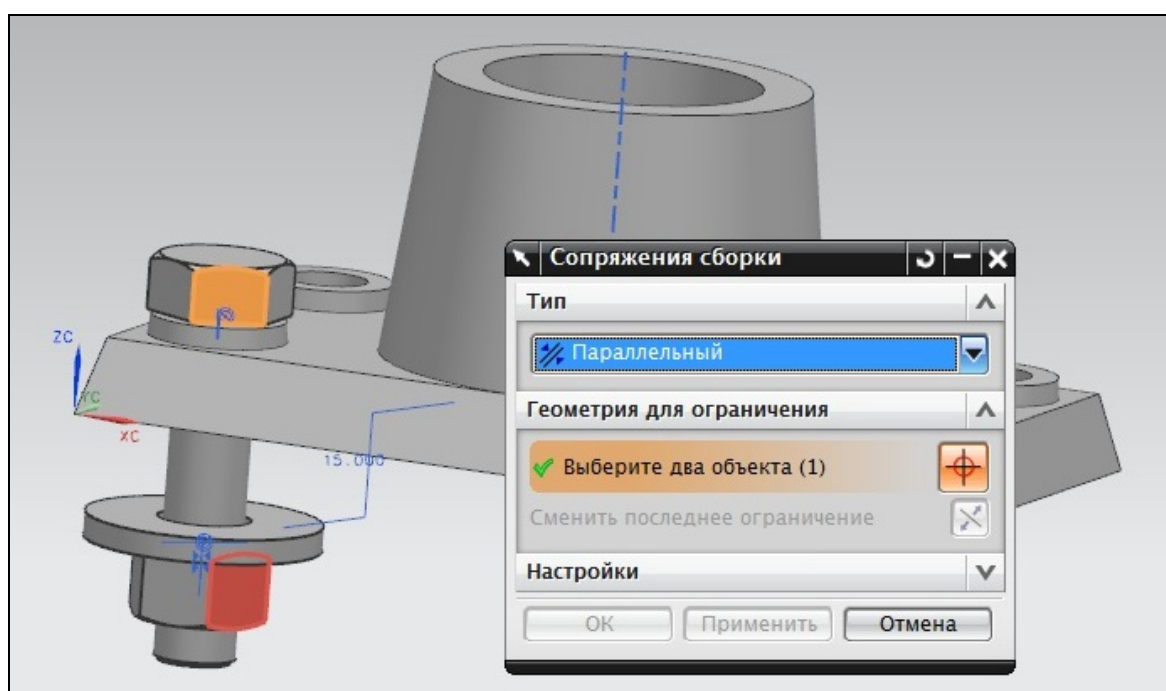 Сопряжения сборки
Тип
Параллельный
ZC
YC
XC
Геометрия для ограничения
15.000
Выберите два объекта (1)
Сменить последнее ограничение
Настройки
ОК
Применить
Отмена